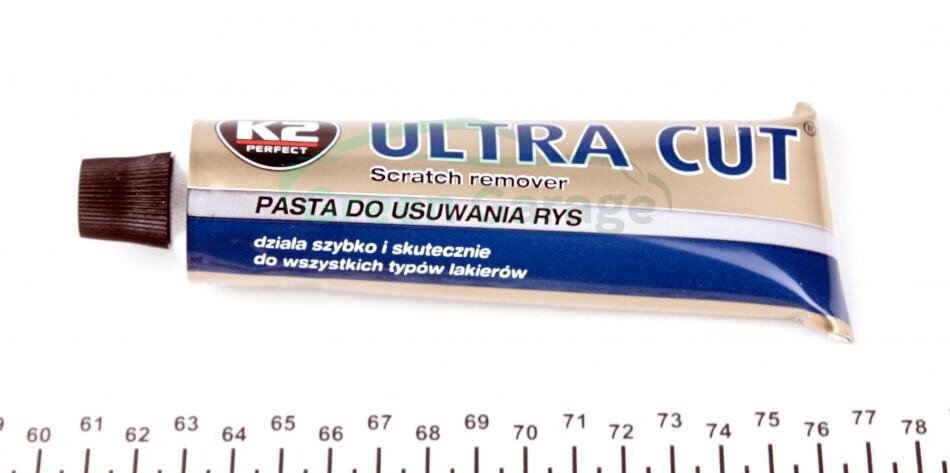 K2
PERFECT
ULTRA CUT®
Scratch remover
PASTA DO USUWANIA RYS
działa szybko i skutecznie
do wszystkich typów lakierów
Garage
60 61 62 63 64 65 66 67 68 69 70 71 72 73 74 75 76 77 78